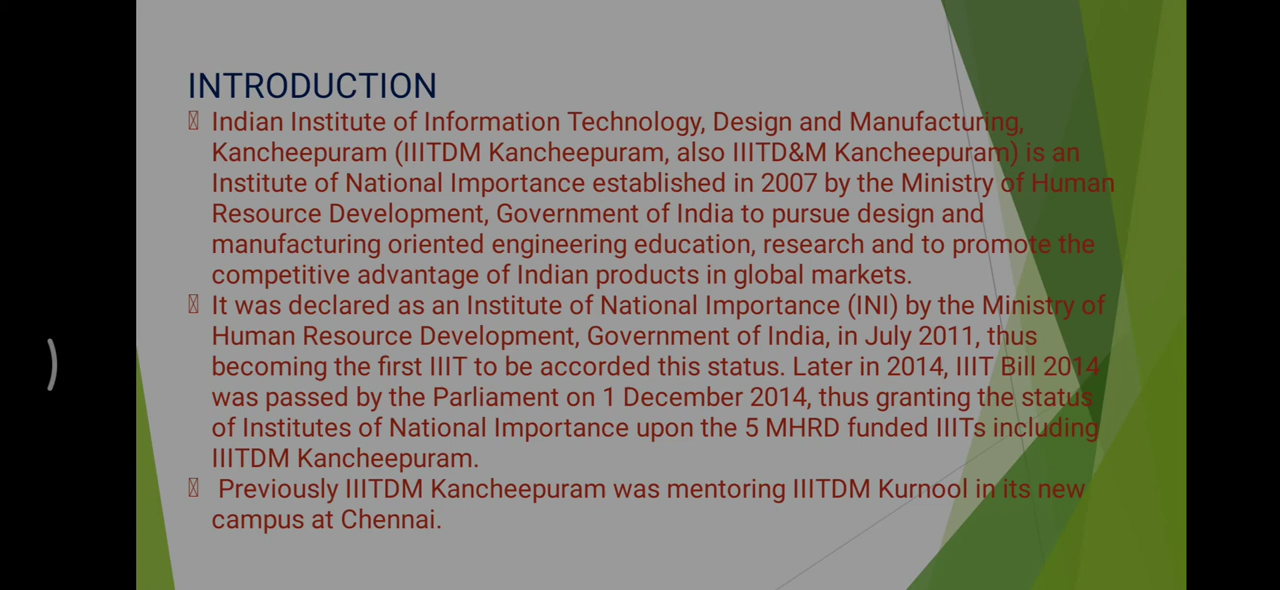 INTRODUCTION
Indian Institute of Information Technology, Design and Manufacturing,
Kancheepuram (IIITDM Kancheepuram, also IIITD&M Kancheepuram) is an
Institute of National Importance established in 2007 by the Ministry of Human
Resource Development, Government of India to pursue design and
manufacturing oriented engineering education, research and to promote the
competitive advantage of Indian products in global markets.
It was declared as an Institute of National Importance (INI) by the Ministry of
Human Resource Development, Government of India, in July 2011, thus
becoming the first IIIT to be accorded this status. Later in 2014, IIIT Bill 2014
was passed by the Parliament on 1 December 2014, thus granting the status
of Institutes of National Importance upon the 5 MHRD funded IIITs including
IIITDM Kancheepuram.
Previously IIITDM Kancheepuram was mentoring IIITDM Kurnool in its new
campus at Chennai.